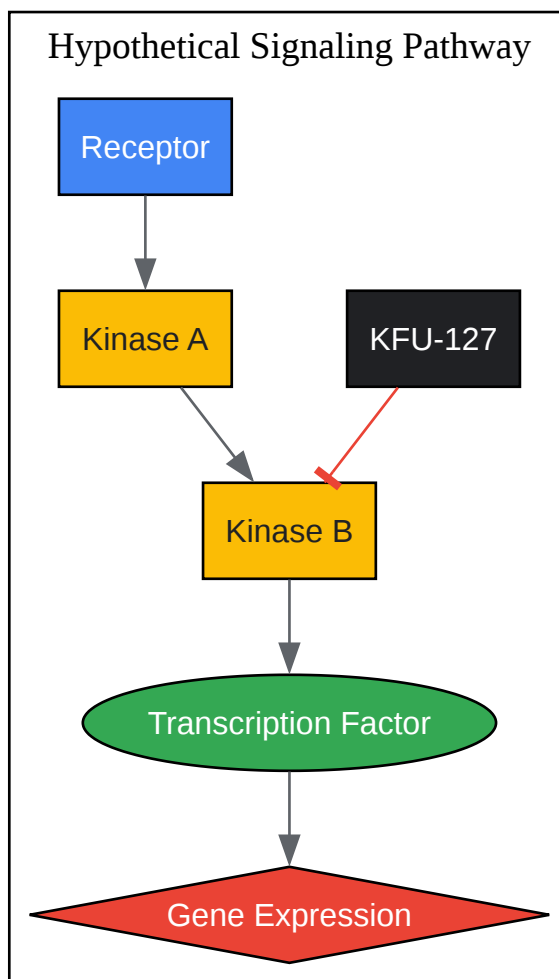 Hypothetical Signaling Pathway
Receptor
Kinase A
KFU-127
Kinase B
Transcription Factor
Gene Expression